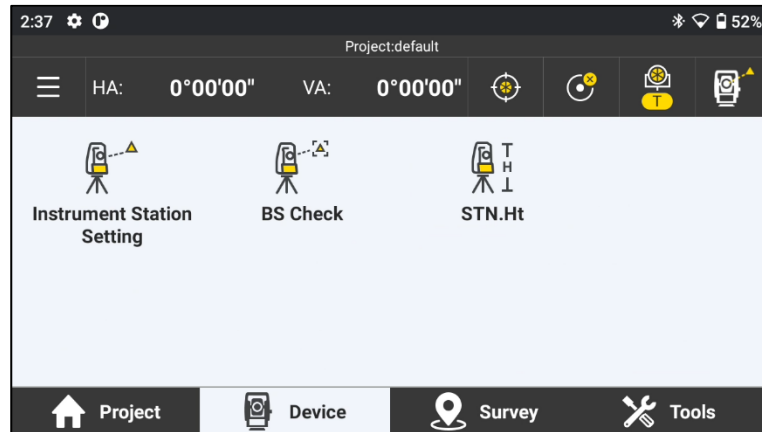 2:37 52%
Project:default
HA: 0°00'00" VA: 0°00'00"
T
T
H
Instrument Station
Setting
BS Check
STN.Ht
Project Device Survey Tools